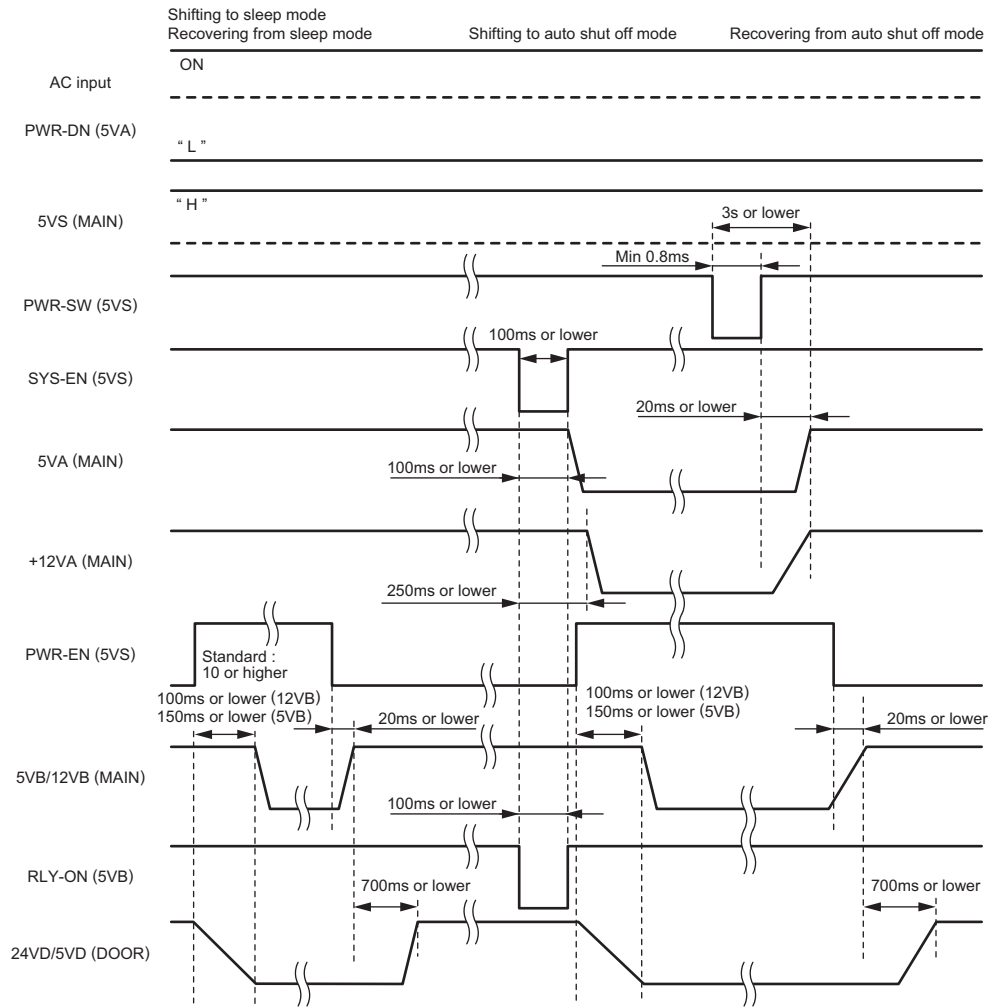 Shifting to sleep mode
Recovering from sleep mode
Shifting to auto shut off mode
Recovering from auto shut off mode
AC input
ON
PWR-DN (5VA)
“ L ”
5VS (MAIN)
“ H ”
3s or lower
Min 0.8ms
PWR-SW (5VS)
100ms or lower
SYS-EN (5VS)
20ms or lower
5VA (MAIN)
100ms or lower
+12VA (MAIN)
250ms or lower
PWR-EN (5VS)
Standard :
10 or higher
100ms or lower (12VB)
150ms or lower (5VB)
20ms or lower
100ms or lower (12VB)
150ms or lower (5VB)
20ms or lower
5VB/12VB (MAIN)
100ms or lower
RLY-ON (5VB)
700ms or lower
700ms or lower
24VD/5VD (DOOR)